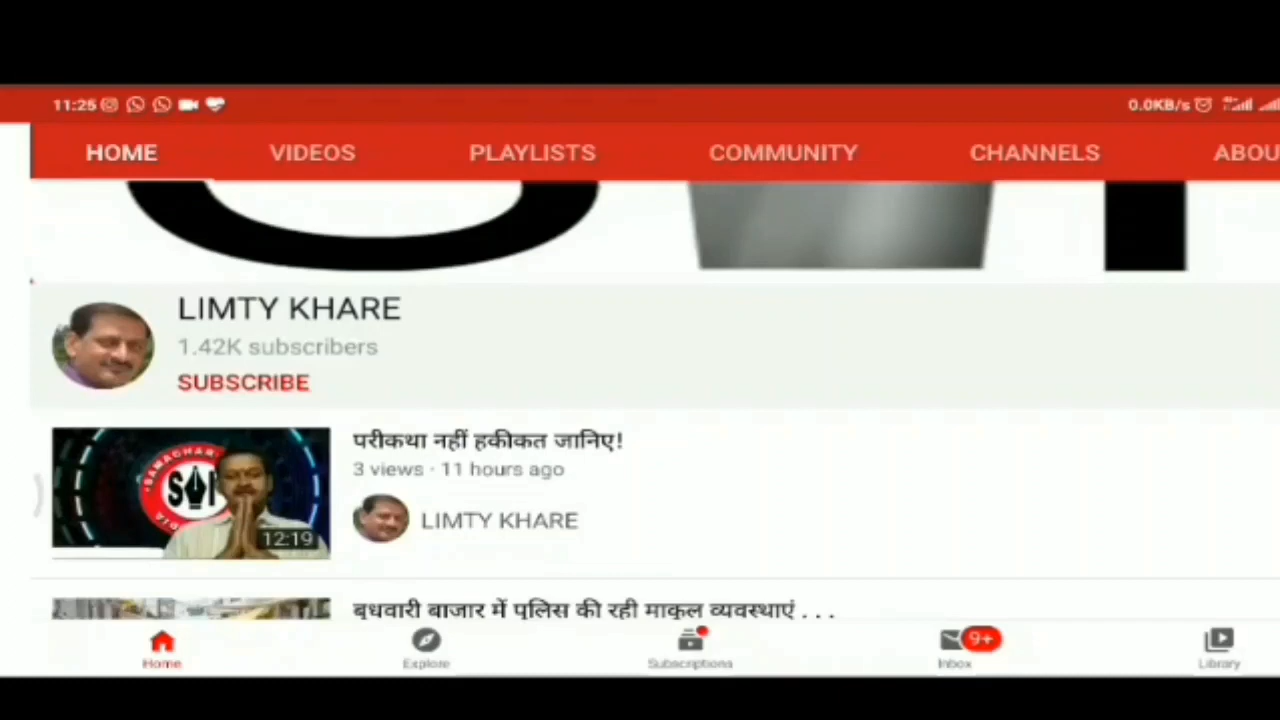 11:25
0.0KB/s
HOME VIDEOS PLAYLISTS COMMUNITY CHANNELS ABOU
LIMTY KHARE
1.42K subscribers
SUBSCRIBE
परीकथा नहीं हकीकत जानिए!
3 views · 11 hours ago
LIMTY KHARE
SAMACHAR
12:19
बुधवारी बाजार में पुलिस की रही माकूल व्यवस्थाएं . . .
Home Explore Subscriptions Inbox Library
9+